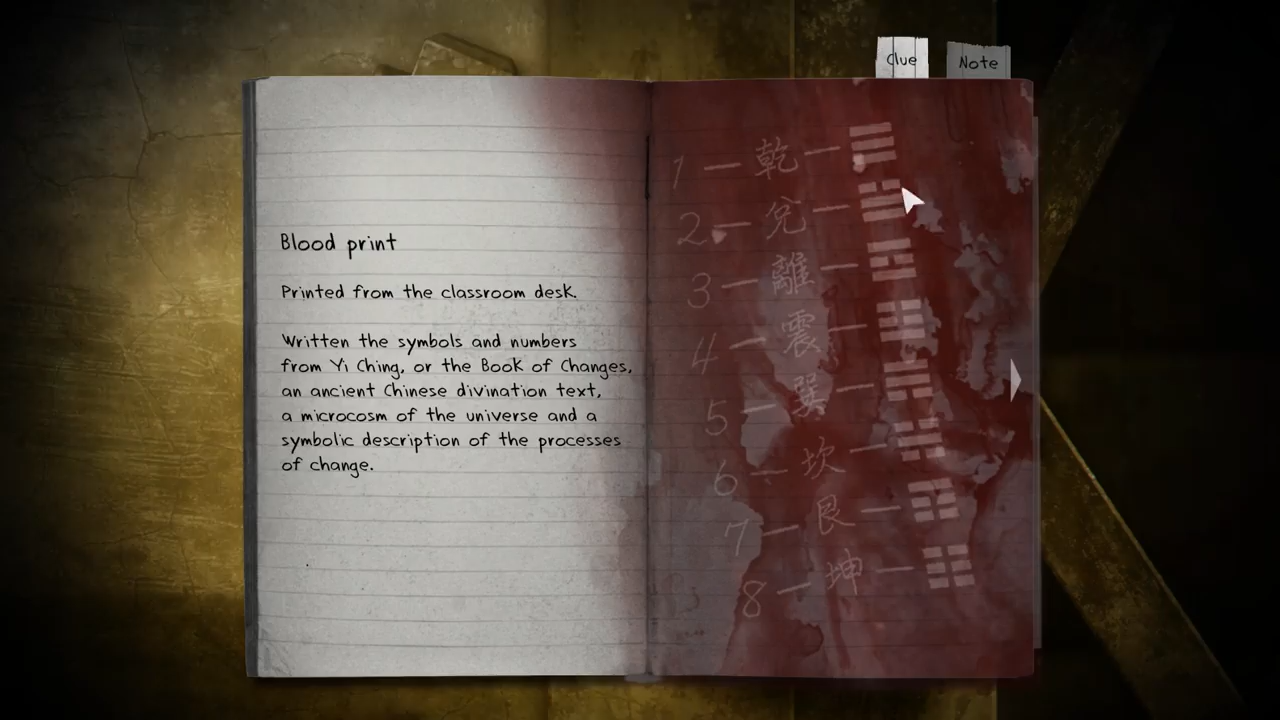 Clue
Note
Blood print
Printed from the classroom desk.
Written the symbols and numbers
from Yi Ching, or the Book of Changes,
an ancient Chinese divination text,
a microcosm of the universe and a
symbolic description of the processes
of change.
1 — 乾 — ☰
2 — 兌 — ☱
3 — 離 — ☲
4 — 震 — ☳
5 — 巽 — ☴
6 — 坎 — ☵
7 — 艮 — ☶
8 — 坤 — ☷